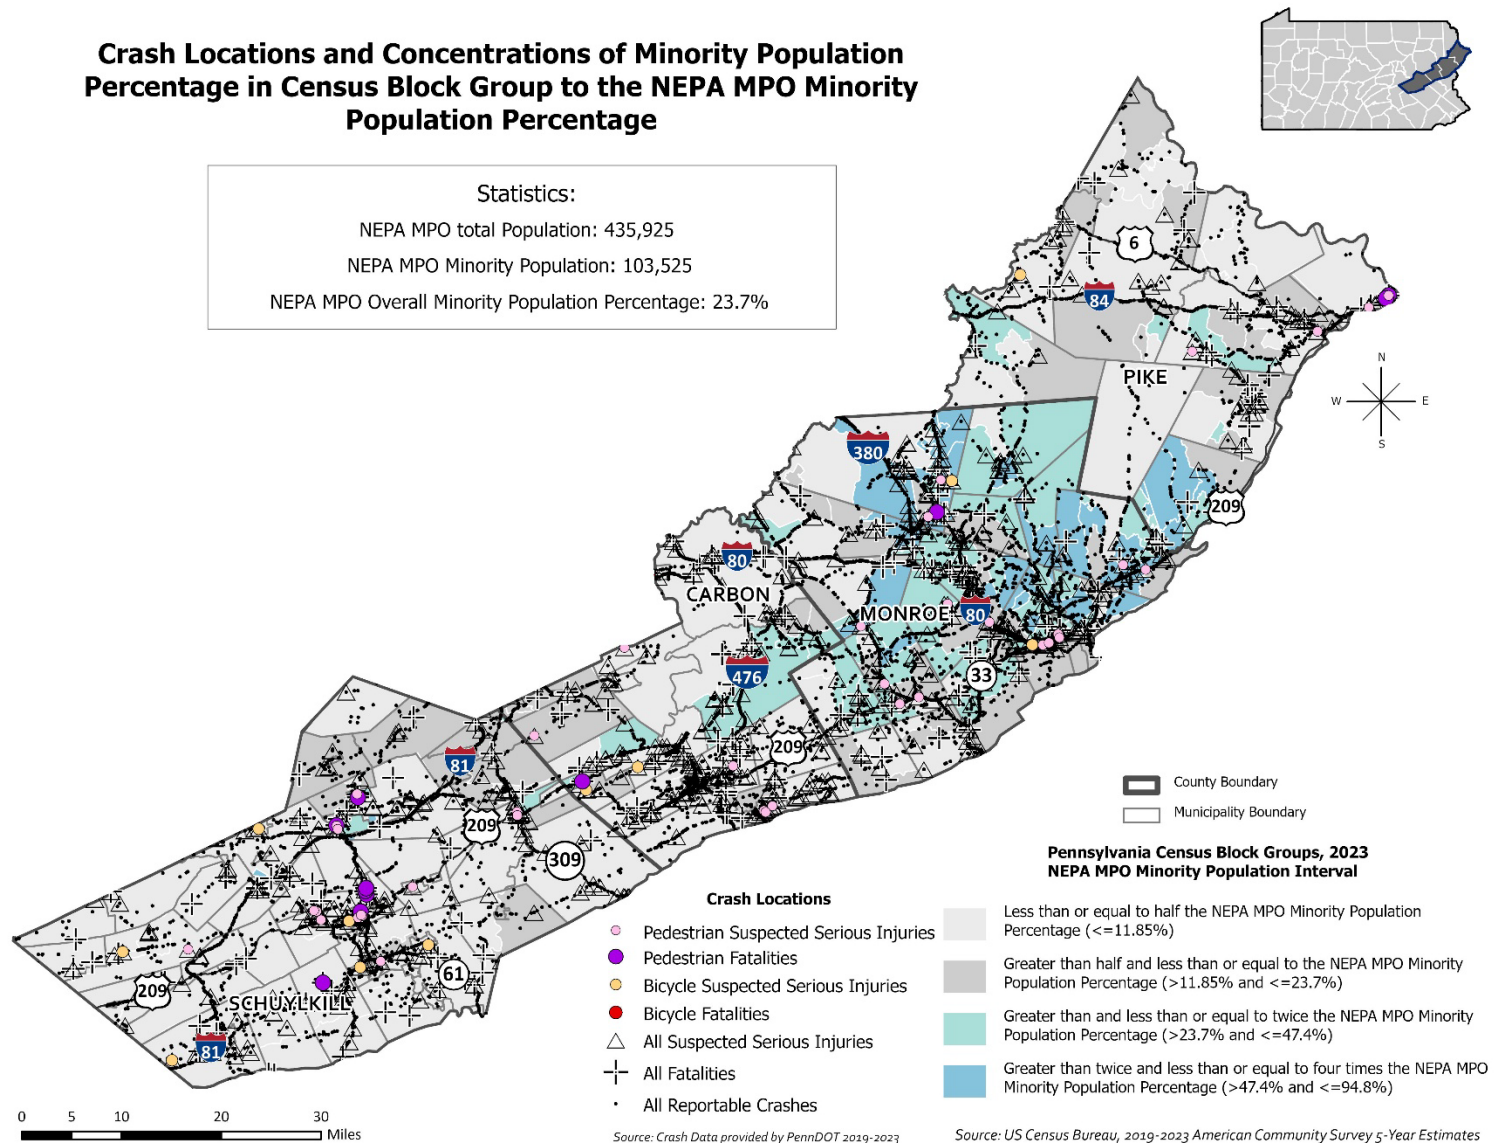 Crash Locations and Concentrations of Minority Population
Percentage in Census Block Group to the NEPA MPO Minority
Population Percentage
Statistics:
NEPA MPO total Population: 435,925
NEPA MPO Minority Population: 103,525
NEPA MPO Overall Minority Population Percentage: 23.7%
6
84
N
W E
S
PIKE
380
209
80
CARBON
MONROE
80
476
33
209
81
209
309
61
209
SCHUYLKILL
81
County Boundary
Municipality Boundary
Pennsylvania Census Block Groups, 2023
NEPA MPO Minority Population Interval
Less than or equal to half the NEPA MPO Minority Population
Percentage (<=11.85%)
Greater than half and less than or equal to the NEPA MPO Minority
Population Percentage (>11.85% and <=23.7%)
Greater than and less than or equal to twice the NEPA MPO Minority
Population Percentage (>23.7% and <=47.4%)
Greater than twice and less than or equal to four times the NEPA MPO
Minority Population Percentage (>47.4% and <=94.8%)
Crash Locations
Pedestrian Suspected Serious Injuries
Pedestrian Fatalities
Bicycle Suspected Serious Injuries
Bicycle Fatalities
All Suspected Serious Injuries
All Fatalities
All Reportable Crashes
0 5 10 20 30
Miles
Source: Crash Data provided by PennDOT 2019-2023
Source: US Census Bureau, 2019-2023 American Community Survey 5-Year Estimates